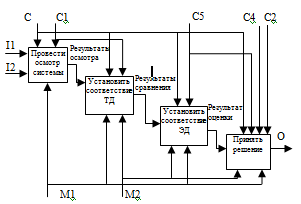 C C1 C5 C4 C2
I1
I2
Провести
осмотр
системы
Результаты
осмотра
Установить
соответствие
ТД
Результаты
сравнения
Установить
соответствие
ЭД
Результат
оценки
Принять
решение
O
M1 M2